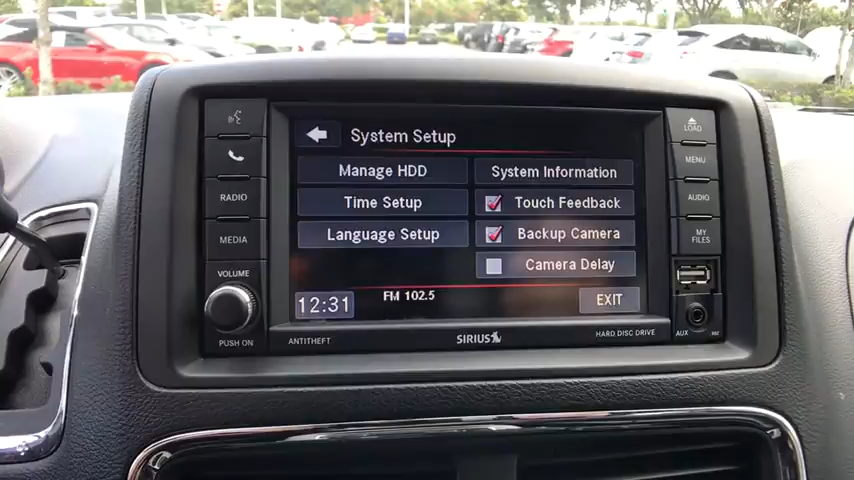 System Setup
Manage HDD
System Information
Time Setup
Touch Feedback
Language Setup
Backup Camera
Camera Delay
12:31
FM 102.5
EXIT
RADIO
MEDIA
VOLUME
PUSH ON
LOAD
MENU
AUDIO
MY
FILES
AUX
ANTITHEFT
SIRIUS
HARD DISC DRIVE